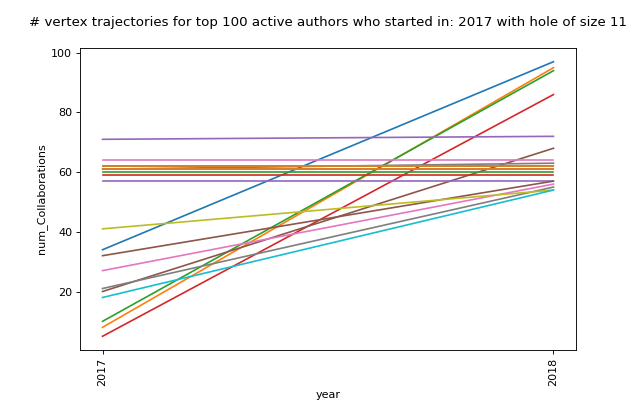 # vertex trajectories for top 100 active authors who started in: 2017 with hole of size 11
100
80
60
40
20
num_Collaborations
2017
2018
year